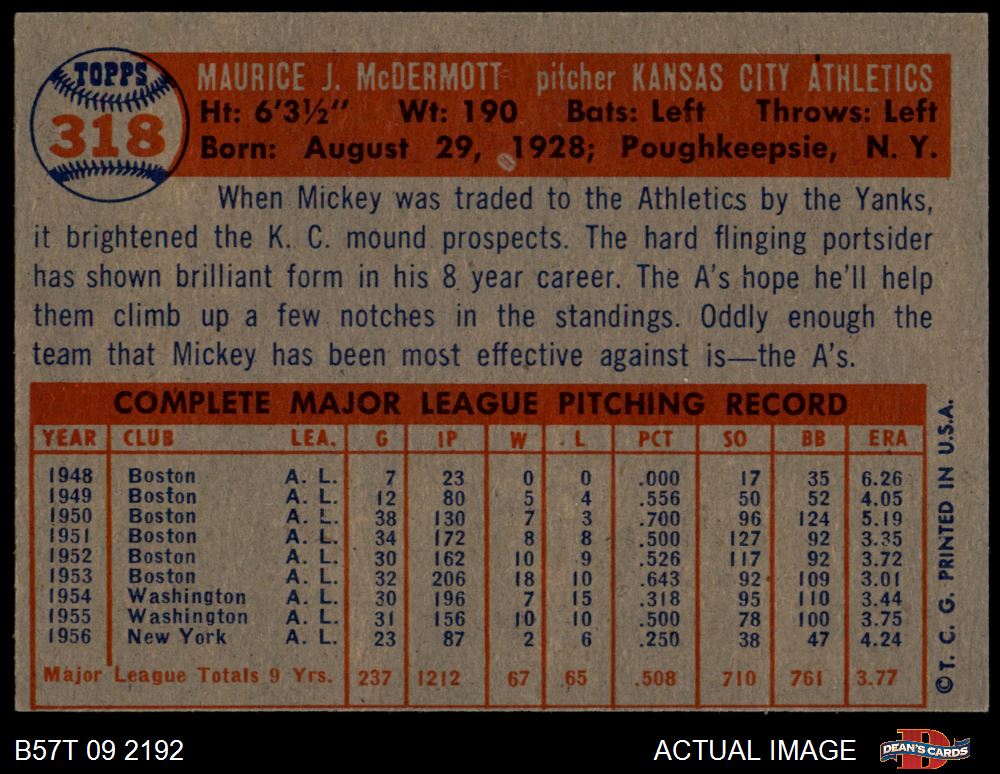 TOPPS
318
MAURICE J. McDERMOTT pitcher KANSAS CITY ATHLETICS
Ht: 6'3½" Wt: 190 Bats: Left Throws: Left
Born: August 29, 1928; Poughkeepsie, N. Y.
When Mickey was traded to the Athletics by the Yanks,
it brightened the K. C. mound prospects. The hard flinging portsider
has shown brilliant form in his 8 year career. The A's hope he'll help
them climb up a few notches in the standings. Oddly enough the
team that Mickey has been most effective against is—the A's.
COMPLETE MAJOR LEAGUE PITCHING RECORD
YEAR CLUB LEA. G IP W L PCT SO BB ERA
1948 Boston A. L. 7 23 0 0 .000 17 35 6.26
1949 Boston A. L. 12 80 5 4 .556 50 52 4.05
1950 Boston A. L. 38 130 7 3 .700 96 124 5.19
1951 Boston A. L. 34 172 8 8 .500 127 92 3.35
1952 Boston A. L. 30 162 10 9 .526 117 92 3.72
1953 Boston A. L. 32 206 18 10 .643 92 109 3.01
1954 Washington A. L. 30 196 7 15 .318 95 110 3.44
1955 Washington A. L. 31 156 10 10 .500 78 100 3.75
1956 New York A. L. 23 87 2 6 .250 38 47 4.24
Major League Totals 9 Yrs. 237 1212 67 65 .508 710 761 3.77
© T. C. G. PRINTED IN U.S.A.
B57T 09 2192 ACTUAL IMAGE
DEAN'S CARDS